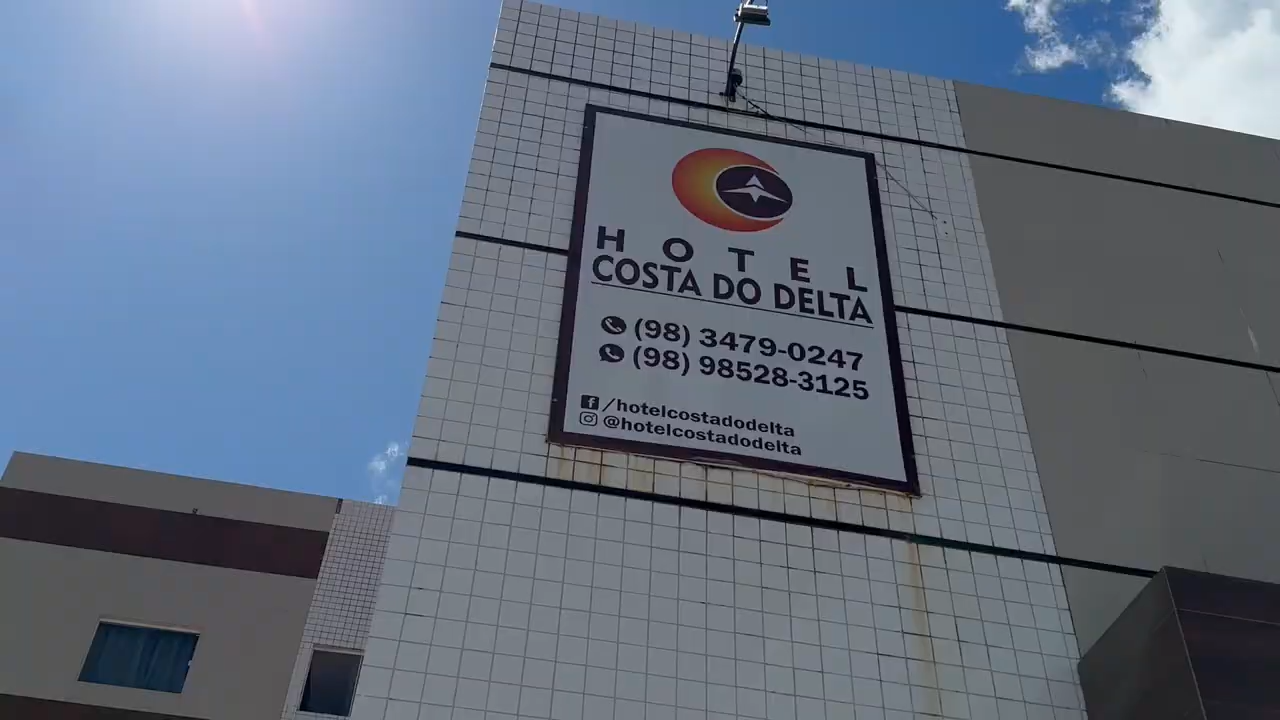 HOTEL
COSTA DO DELTA
(98) 3479-0247
(98) 98528-3125
/hotelcostadodelta
@hotelcostadodelta